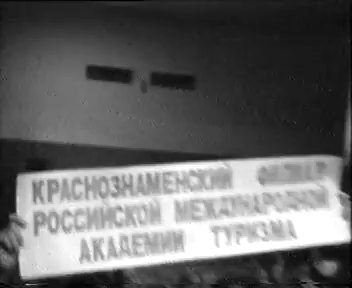 КРАСНОЗНАМЕНСКИЙ ФИЛИАЛ
РОССИЙСКОЙ МЕЖДУНАРОДНОЙ
АКАДЕМИИ ТУРИЗМА